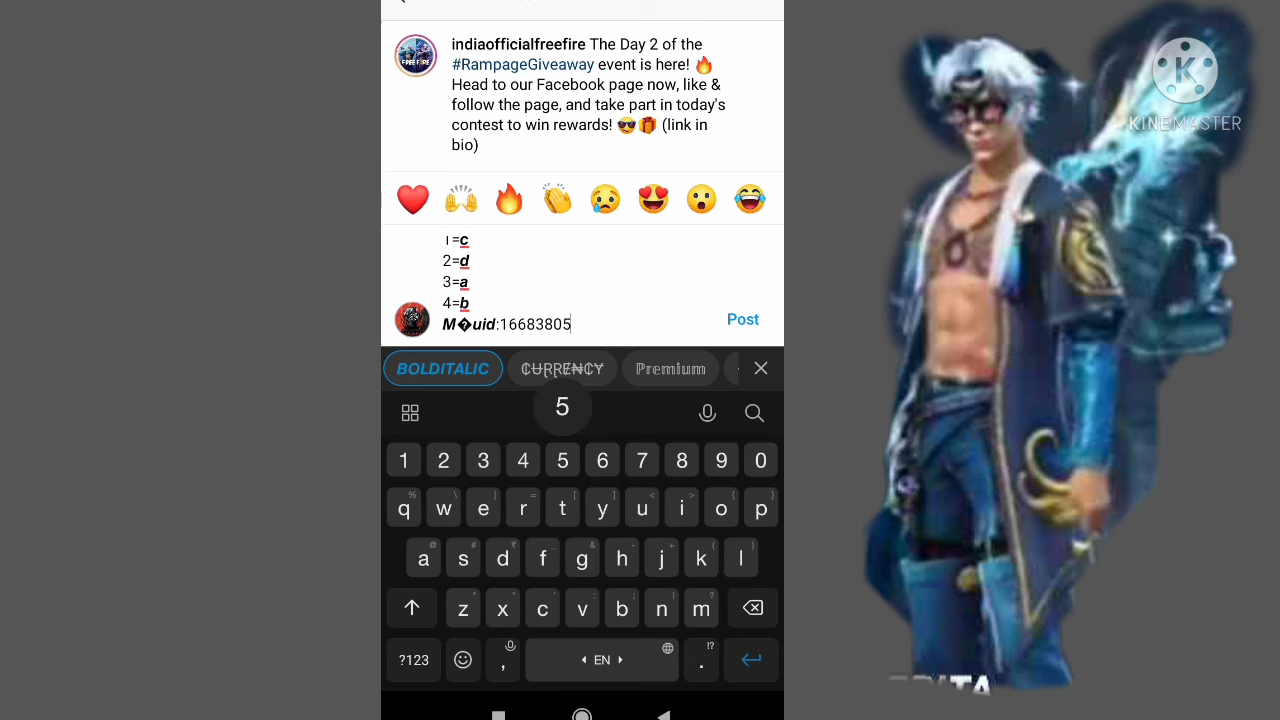 indiaofficialfreefire The Day 2 of the
#RampageGiveaway event is here! 🔥
Head to our Facebook page now, like &
follow the page, and take part in today's
contest to win rewards! 😎🎁 (link in
bio)
1=c
2=d
3=a
4=b
M�uid:16683805
Post
BOLDITALIC ₵ɄⱤⱤɆ₦₵Ɏ ℙ𝕣𝕖𝕞𝕚𝕦𝕞
5
1 2 3 4 5 6 7 8 9 0
q w e r t y u i o p
a s d f g h j k l
z x c v b n m
?123 , EN . !?
KINEMASTER